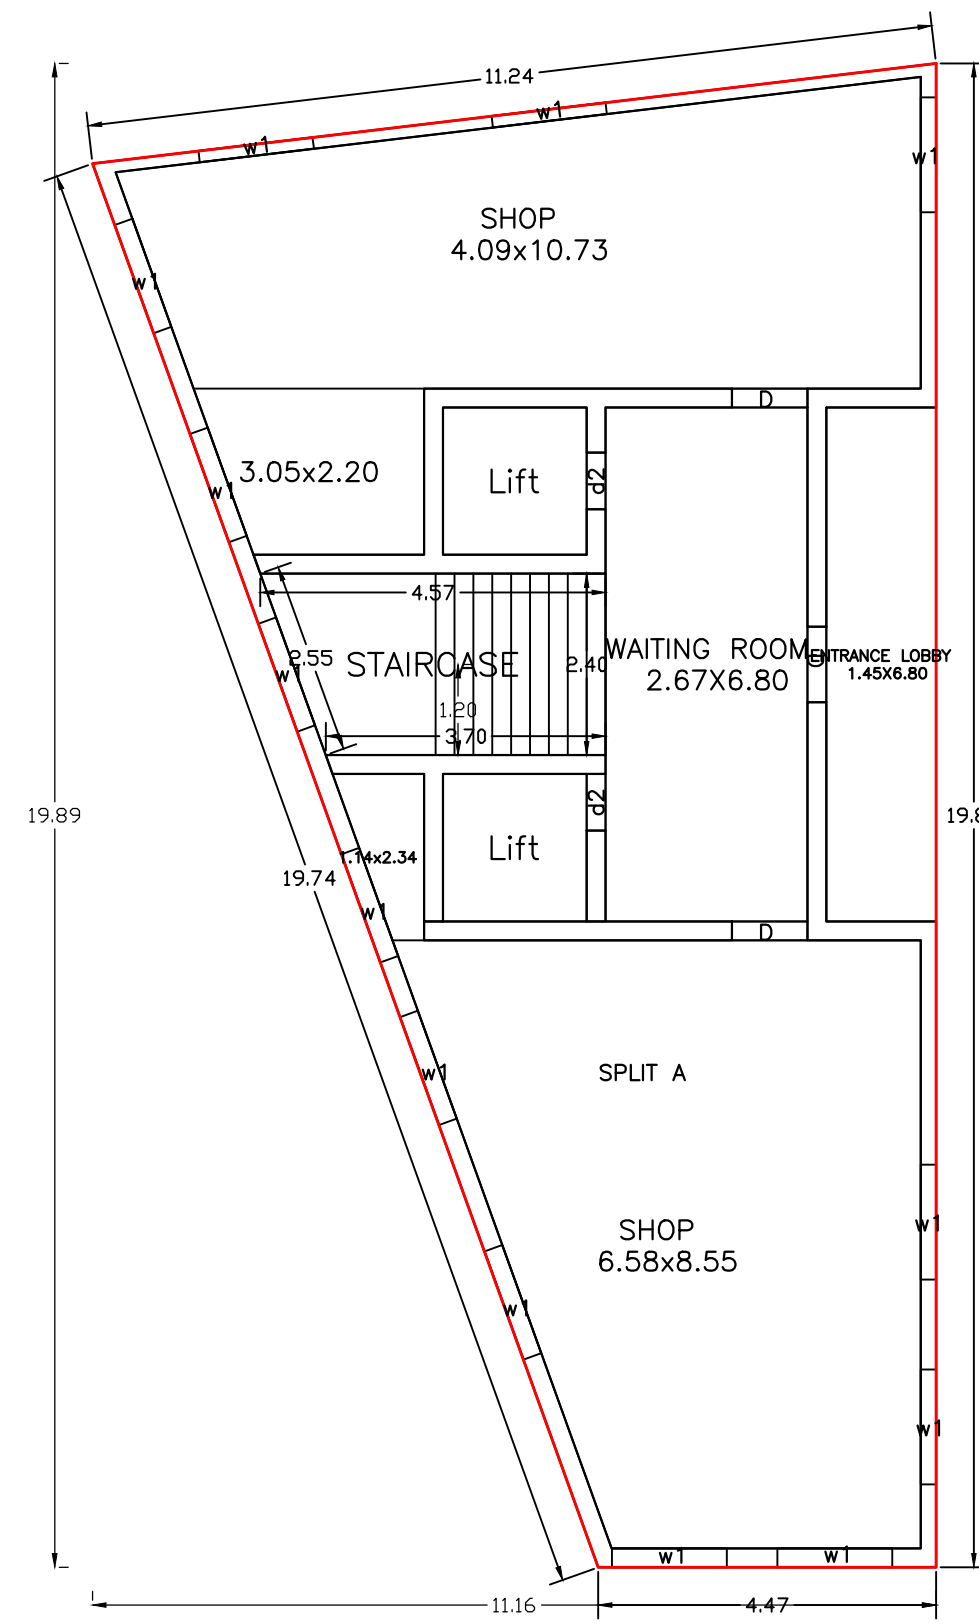 11.24
w1
w1
w1
SHOP
4.09x10.73
w1
D
3.05x2.20
Lift
d2
w1
4.57
2.55
STAIRCASE
2.40
WAITING ROOM
2.67X6.80
D
ENTRANCE LOBBY
1.45X6.80
w1
1.20
3.70
d2
19.89
19.8
Lift
1.14x2.34
19.74
w1
D
SPLIT A
w1
SHOP
6.58x8.55
w1
w1
w1
w1
w1
11.16
4.47